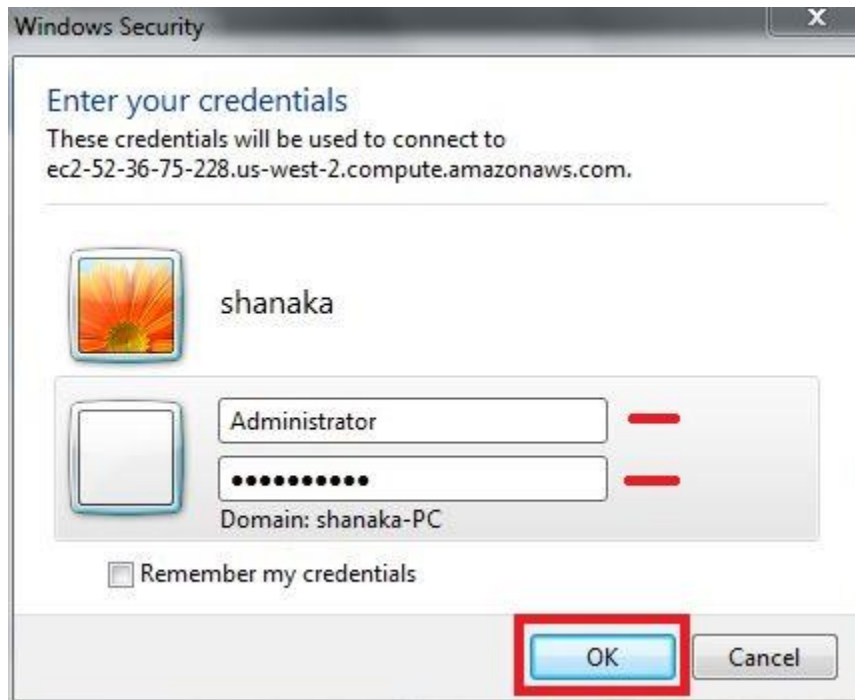 Windows Security
x
Enter your credentials
These credentials will be used to connect to
ec2-52-36-75-228.us-west-2.compute.amazonaws.com.
shanaka
Administrator
●●●●●●●●●●
Domain: shanaka-PC
Remember my credentials
OK Cancel